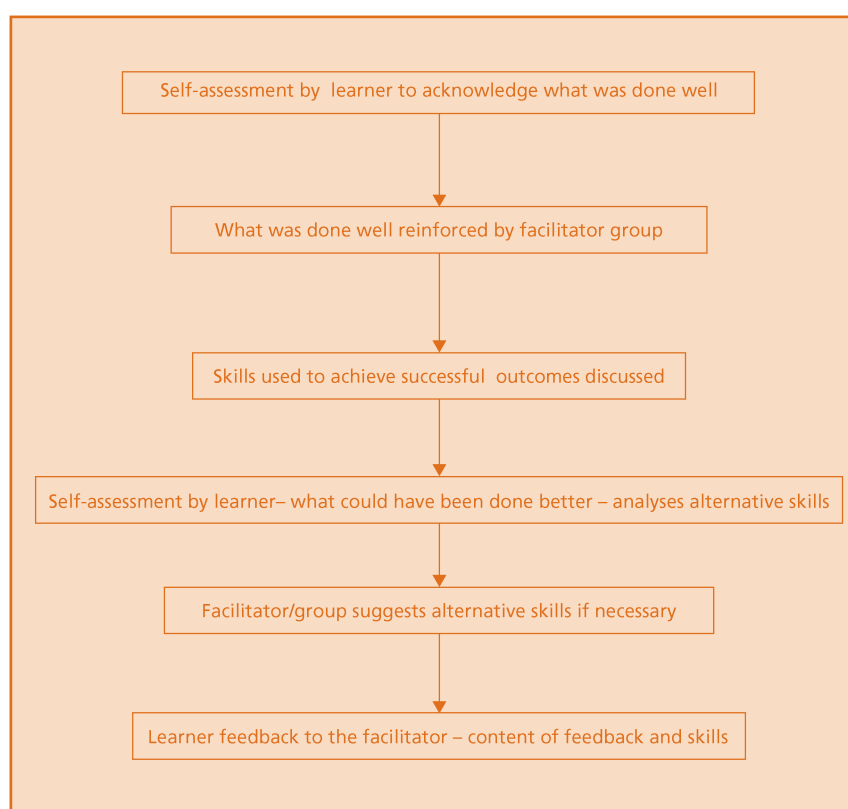 Self-assessment by learner to acknowledge what was done well
What was done well reinforced by facilitator group
Skills used to achieve successful outcomes discussed
Self-assessment by learner– what could have been done better – analyses alternative skills
Facilitator/group suggests alternative skills if necessary
Learner feedback to the facilitator – content of feedback and skills